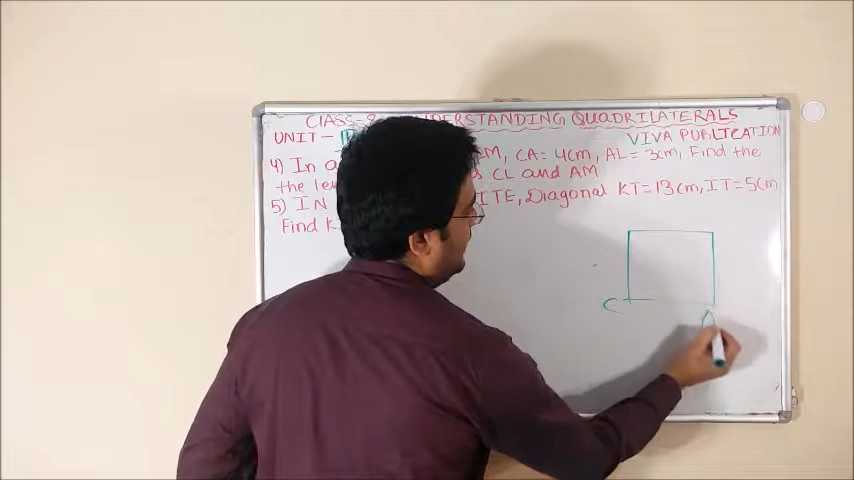 CLASS-8 UNDERSTANDING QUADRILATERALS
UNIT- VIVA PUBLICATION
4) In a M, CA=4cm, AL=3cm, Find the
the le CL and AM
5) IN ITE, Diagonal KT=13cm, IT=5cm
Find K
C
A